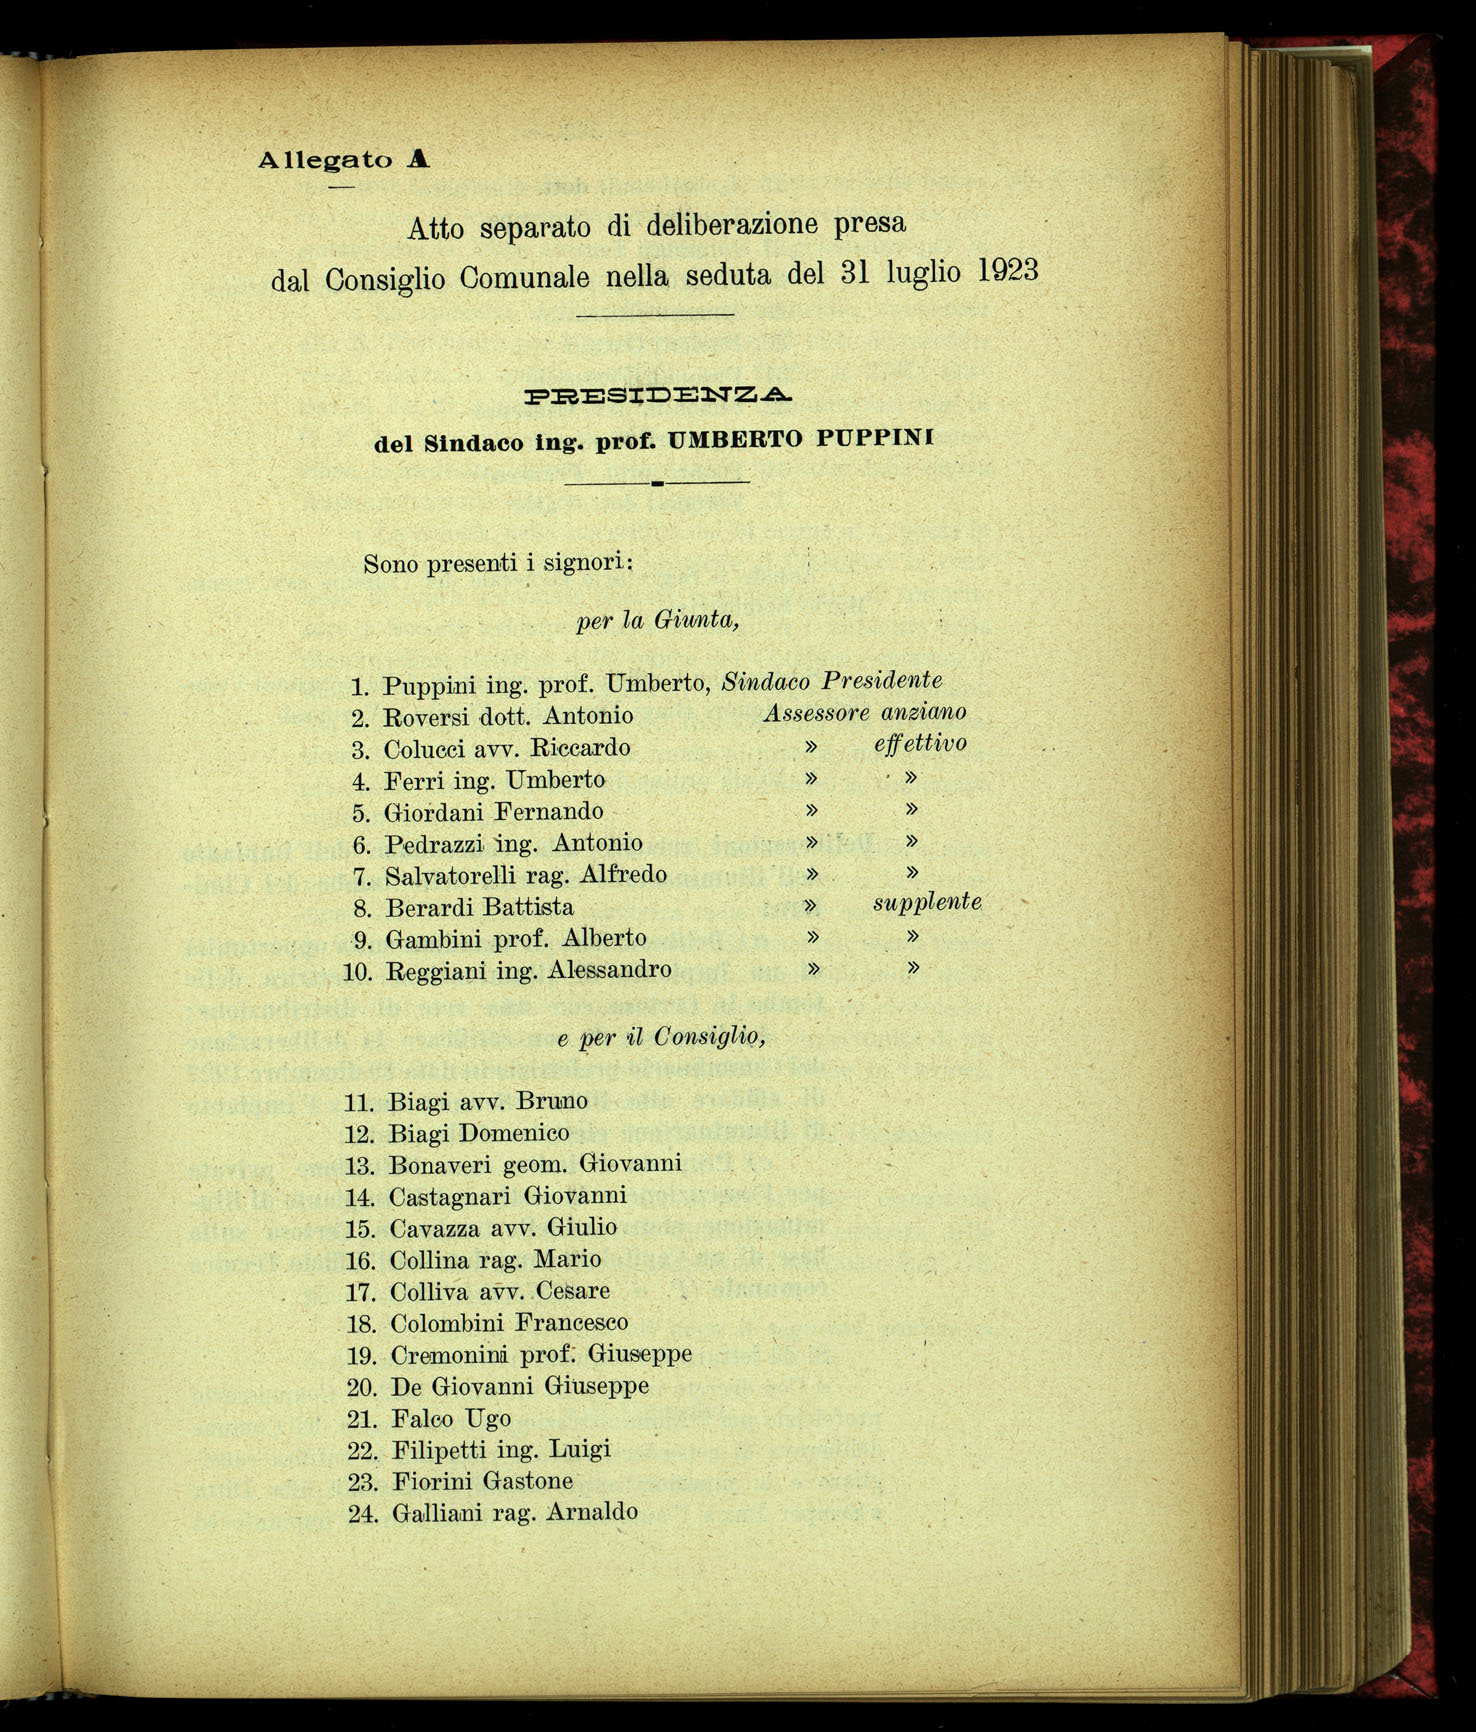 Allegato A
Atto separato di deliberazione presa
dal Consiglio Comunale nella seduta del 31 luglio 1923
PRESIDENZA
del Sindaco ing. prof. UMBERTO PUPPINI
Sono presenti i signori:
per la Giunta,
1. Puppini ing. prof. Umberto, Sindaco Presidente
2. Roversi dott. Antonio Assessore anziano
3. Colucci avv. Riccardo » effettivo
4. Ferri ing. Umberto » »
5. Giordani Fernando » »
6. Pedrazzi ing. Antonio » »
7. Salvatorelli rag. Alfredo » »
8. Berardi Battista » supplente
9. Gambini prof. Alberto » »
10. Reggiani ing. Alessandro » »
e per il Consiglio,
11. Biagi avv. Bruno
12. Biagi Domenico
13. Bonaveri geom. Giovanni
14. Castagnari Giovanni
15. Cavazza avv. Giulio
16. Collina rag. Mario
17. Colliva avv. Cesare
18. Colombini Francesco
19. Cremonini prof. Giuseppe
20. De Giovanni Giuseppe
21. Falco Ugo
22. Filipetti ing. Luigi
23. Fiorini Gastone
24. Galliani rag. Arnaldo